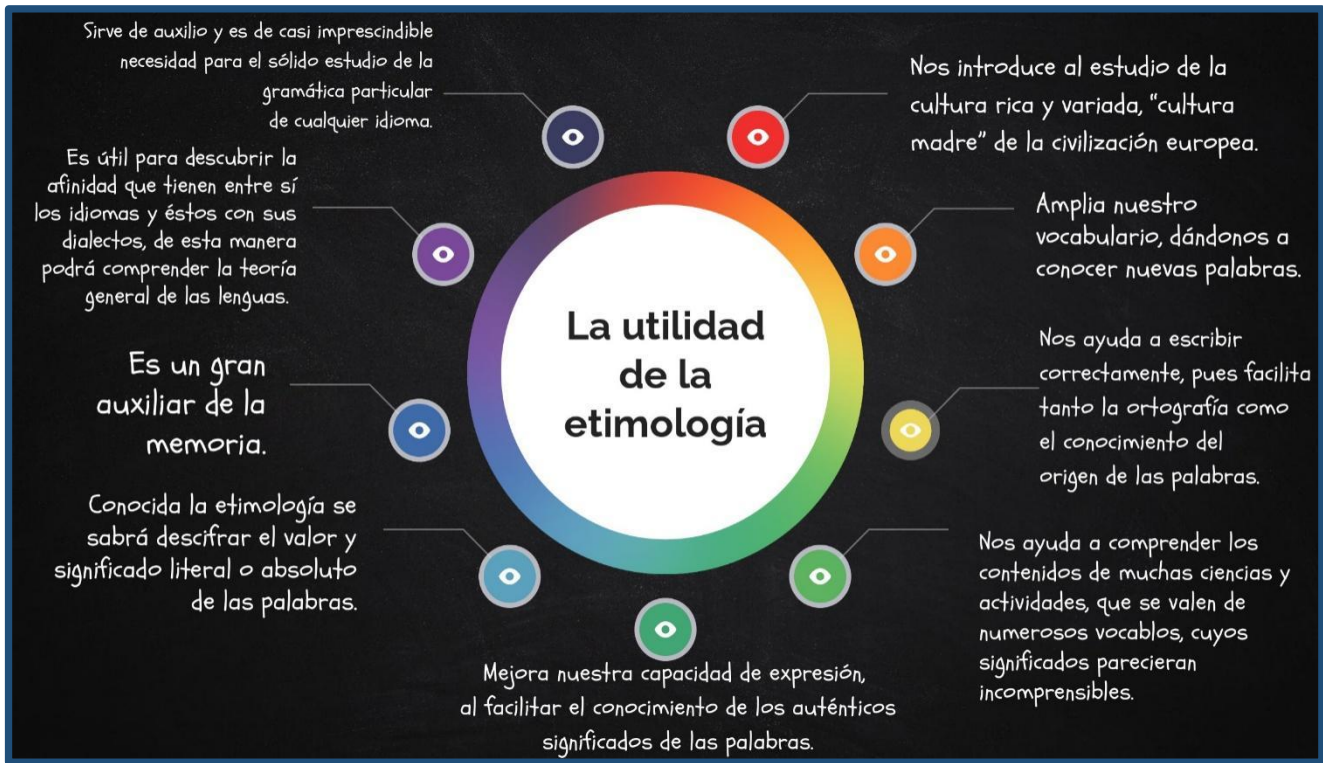 La utilidad
de la
etimología
Nos introduce al estudio de la
cultura rica y variada, “cultura
madre” de la civilización europea.
Amplia nuestro
vocabulario, dándonos a
conocer nuevas palabras.
Nos ayuda a escribir
correctamente, pues facilita
tanto la ortografía como
el conocimiento del
origen de las palabras.
Nos ayuda a comprender los
contenidos de muchas ciencias y
actividades, que se valen de
numerosos vocablos, cuyos
significados parecieran
incomprensibles.
Mejora nuestra capacidad de expresión,
al facilitar el conocimiento de los auténticos
significados de las palabras.
Conocida la etimología se
sabrá descifrar el valor y
significado literal o absoluto
de las palabras.
Es un gran
auxiliar de la
memoria.
Es útil para descubrir la
afinidad que tienen entre sí
los idiomas y éstos con sus
dialectos, de esta manera
podrá comprender la teoría
general de las lenguas.
Sirve de auxilio y es de casi imprescindible
necesidad para el sólido estudio de la
gramática particular
de cualquier idioma.